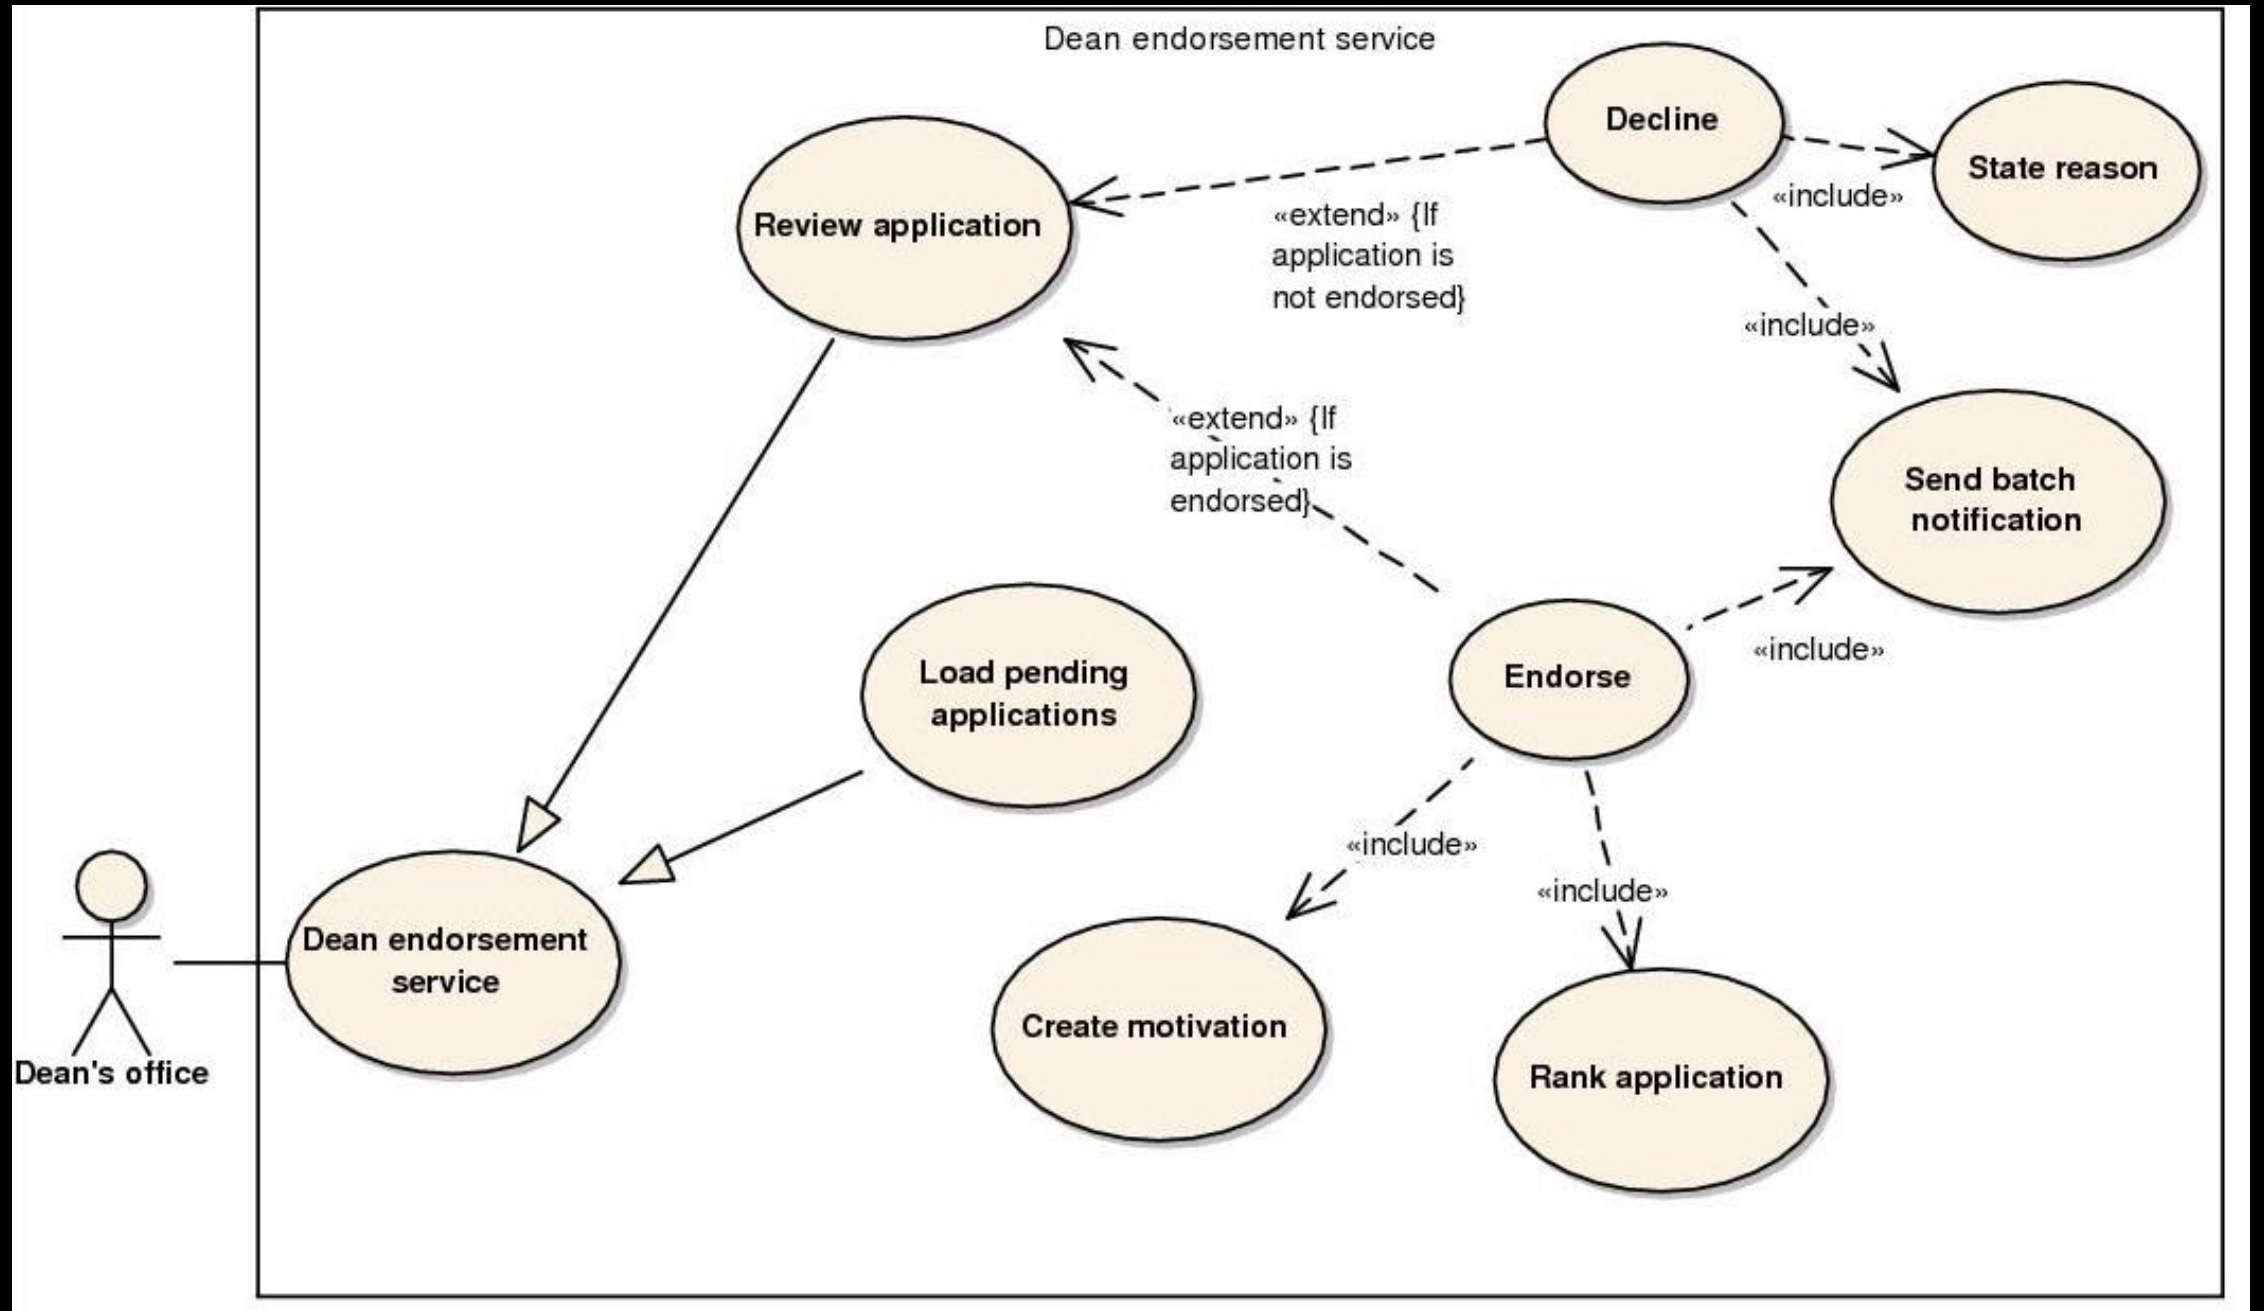 Dean endorsement service
Decline
State reason
«include»
Review application
«extend» {If
application is
not endorsed}
«include»
«extend» {If
application is
endorsed}
Send batch
notification
«include»
Endorse
Load pending
applications
«include»
«include»
Dean endorsement
service
Create motivation
Rank application
Dean's office